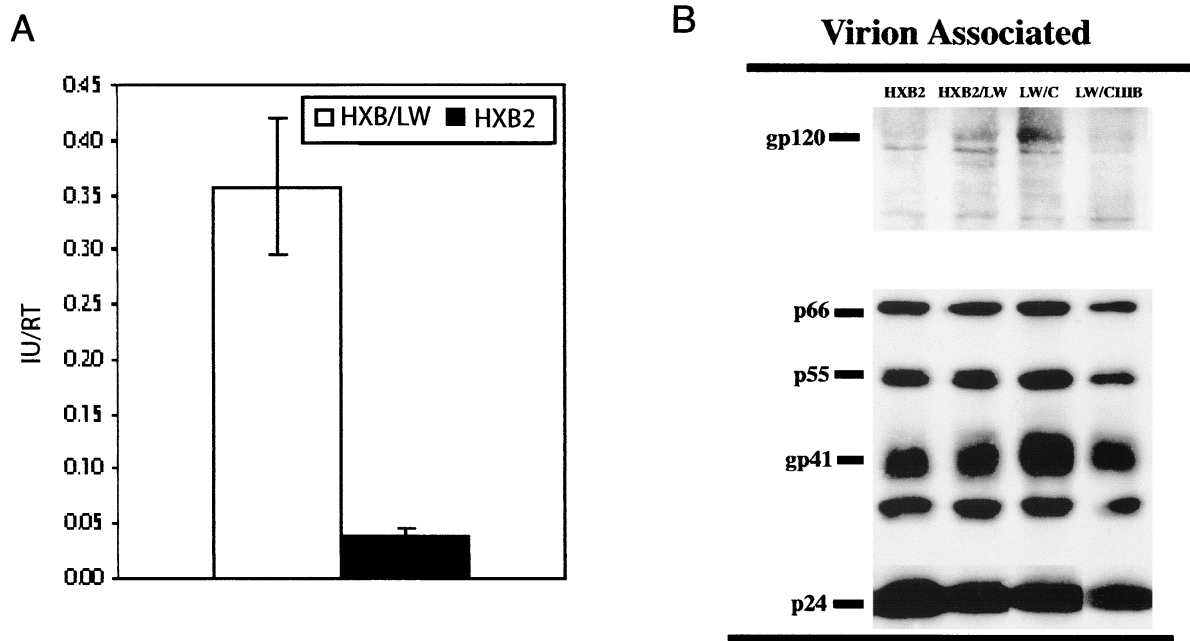 A
0.45
0.40
0.35
0.30
0.25
0.20
0.15
0.10
0.05
0.00
IU/RT
HXB/LW HXB2
B
Virion Associated
HXB2 HXB2/LW LW/C LW/CIIIB
gp120
p66
p55
gp41
p24